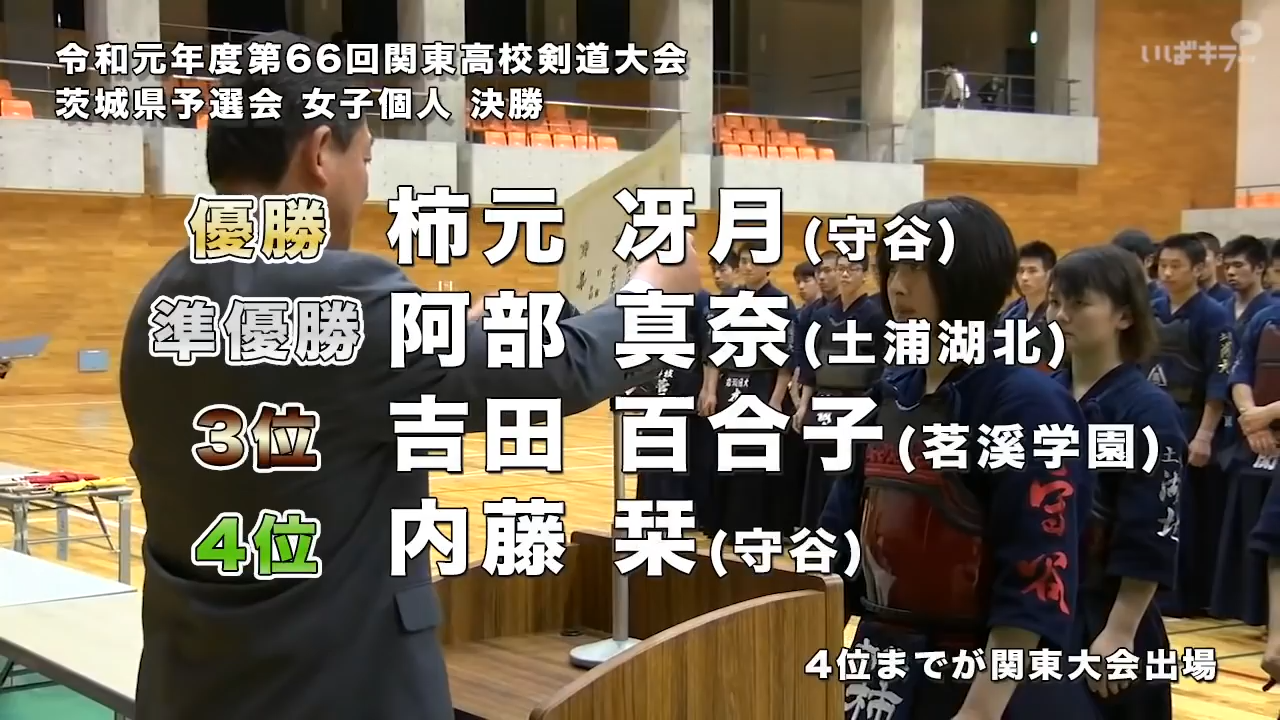 令和元年度第66回関東高校剣道大会
いばキラ
茨城県予選会 女子個人 決勝
優勝 柿元 冴月(守谷)
準優勝 阿部 真奈(土浦湖北)
3位 吉田 百合子(茗溪学園)
4位 内藤 栞(守谷)
守谷
4位までが関東大会出場